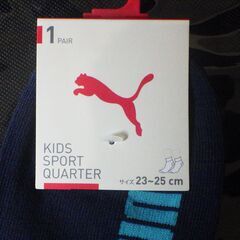 1 PAIR
KIDS
SPORT
QUARTER
サイズ 23~25 cm